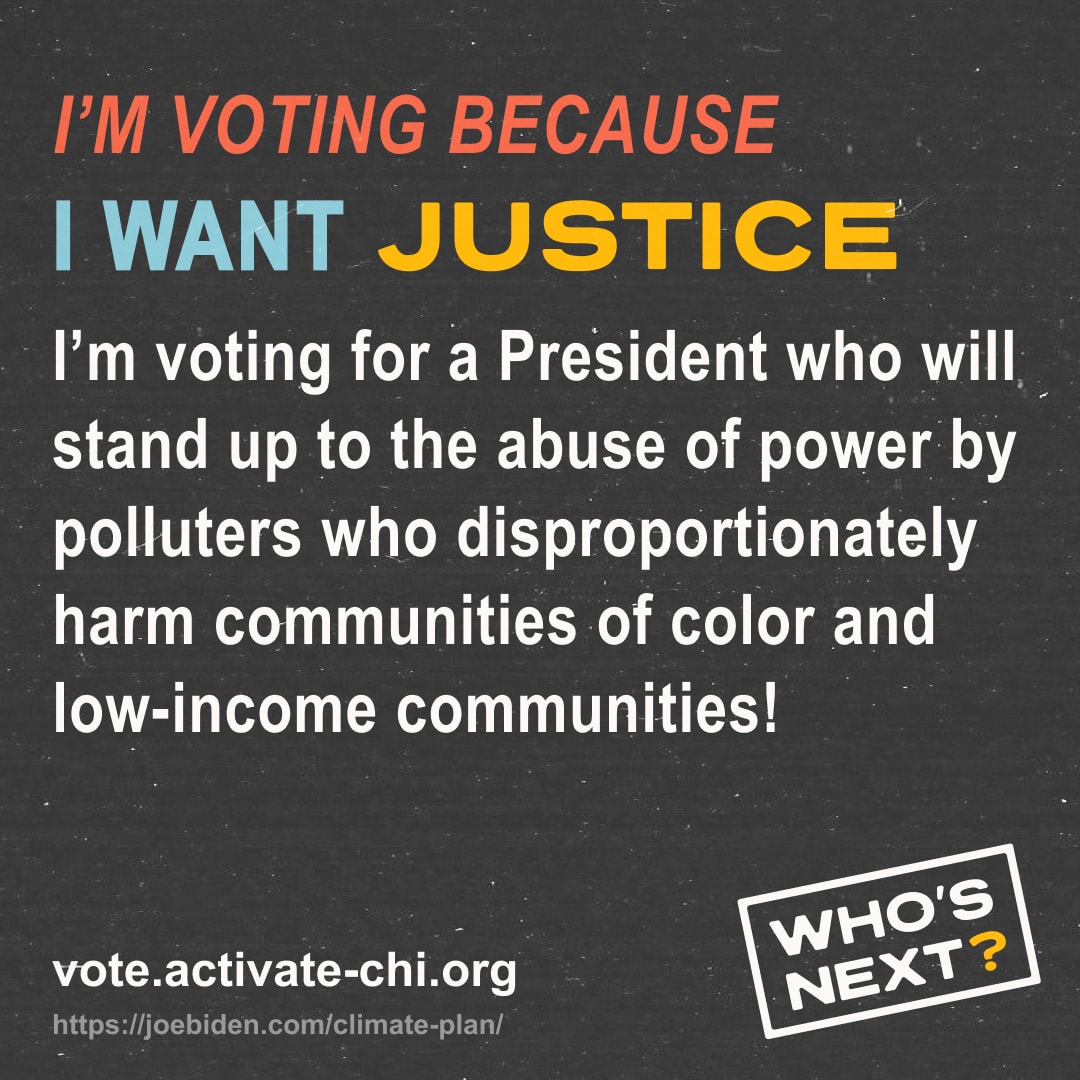 I'M VOTING BECAUSE
I WANT JUSTICE
I'm voting for a President who will
stand up to the abuse of power by
polluters who disproportionately
harm communities of color and
low-income communities!
WHO'S
NEXT?
vote.activate-chi.org
https://joebiden.com/climate-plan/